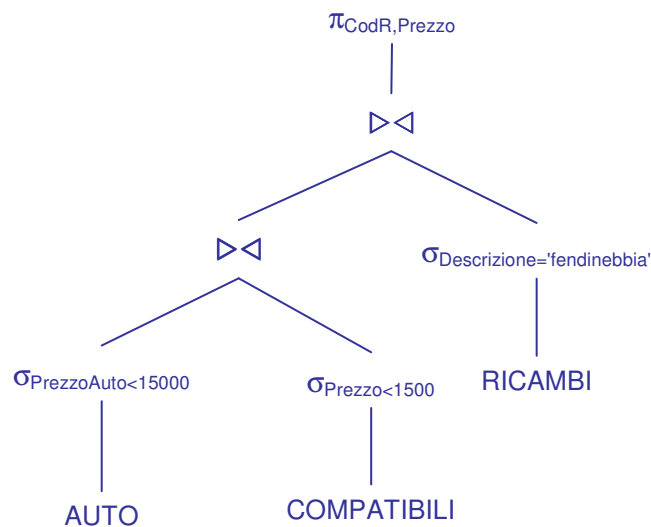 πCodR,Prezzo
▷◁
▷◁
σDescrizione='fendinebbia'
σPrezzoAuto<15000
σPrezzo<1500
RICAMBI
AUTO
COMPATIBILI